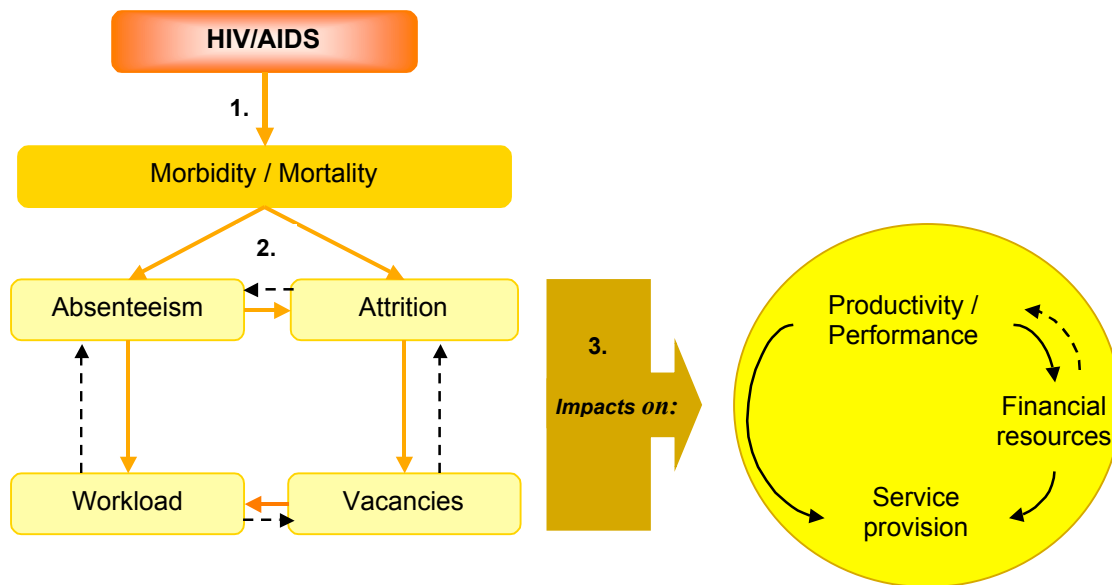 HIV/AIDS
1.
Morbidity / Mortality
2.
Absenteeism
Attrition
Workload
Vacancies
3.
Impacts on:
Productivity /
Performance
Financial
resources
Service
provision